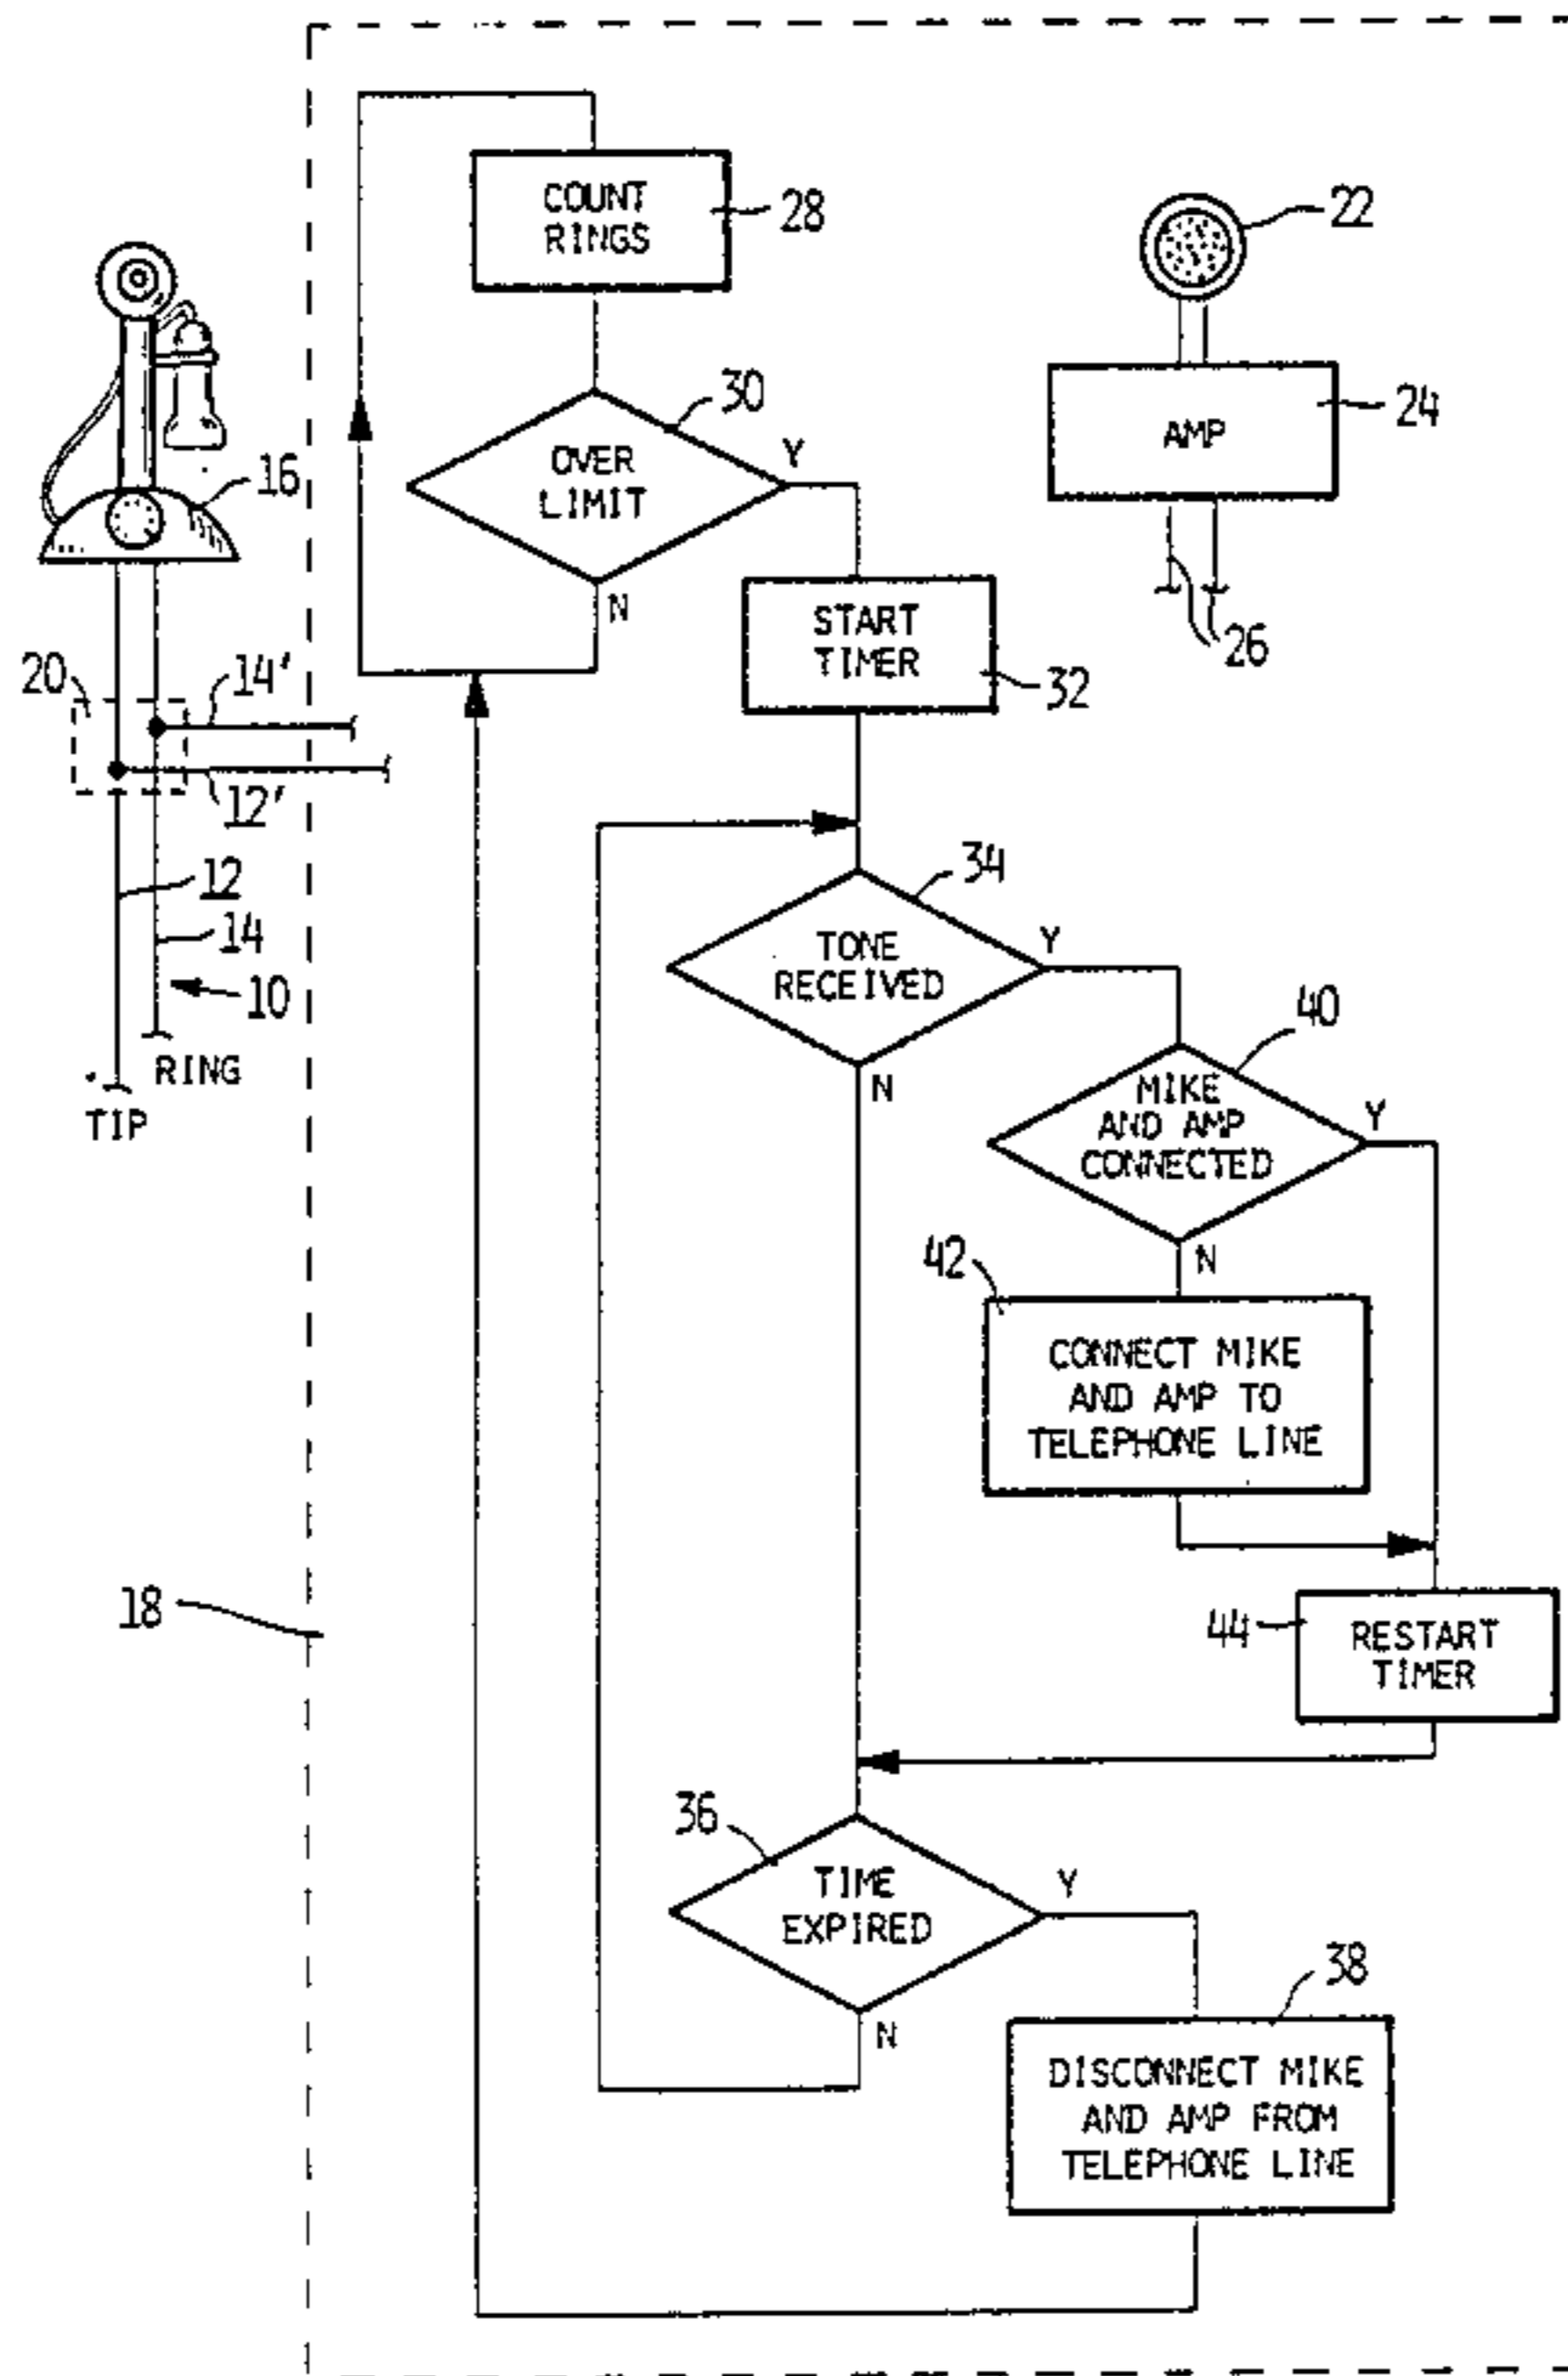 COUNT
RINGS
28
22
30
OVER
LIMIT
Y
N
AMP
24
16
26
START
TIMER
32
20
14'
12'
12
14
10
RING
TIP
34
TONE
RECEIVED
Y
N
40
MIKE
AND AMP
CONNECTED
Y
N
42
CONNECT MIKE
AND AMP TO
TELEPHONE LINE
18
44
RESTART
TIMER
36
TIME
EXPIRED
Y
N
38
DISCONNECT MIKE
AND AMP FROM
TELEPHONE LINE